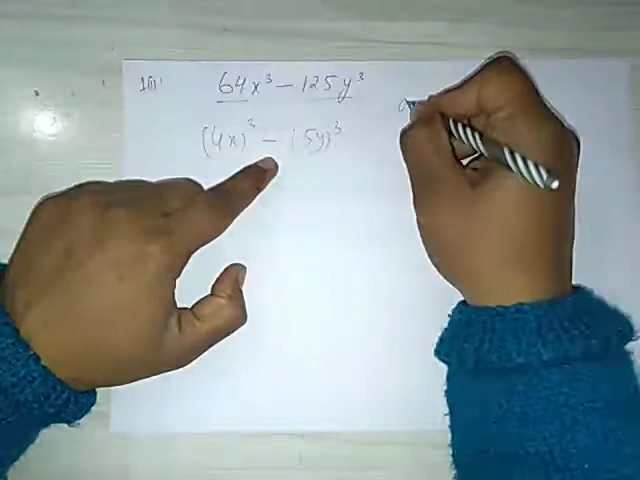 64x³ - 125y³
(4x)³ - (5y)³